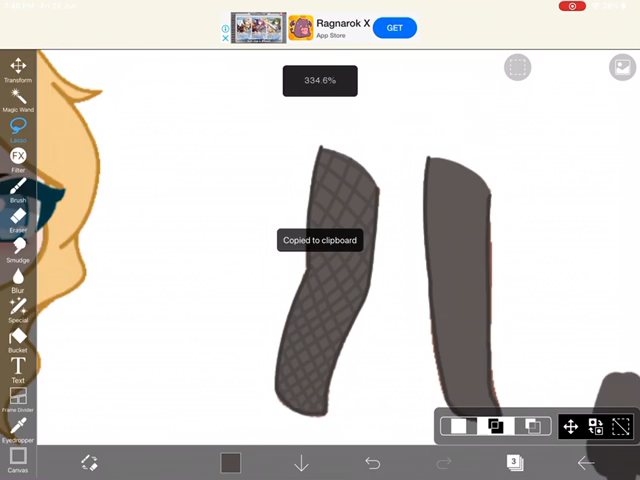 Ragnarok X
App Store
GET
334.6%
Transform
Magic Wand
Lasso
FX
Filter
Copied to clipboard
Brush
Eraser
Smudge
Blur
Special
Bucket
T
Text
Frame Divider
Eyedropper
Canvas
3